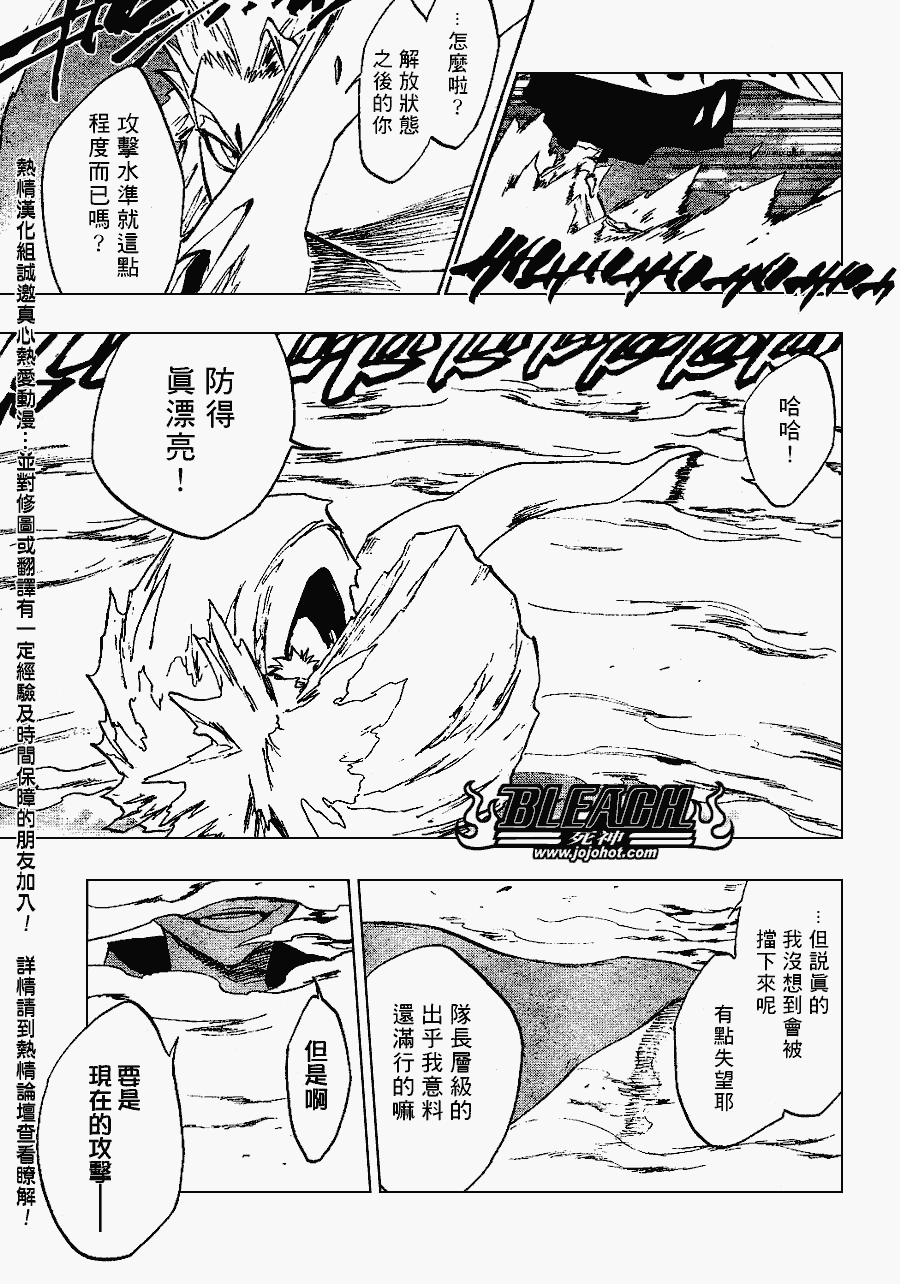 …怎麼啦？
解放狀態
之後的你
攻擊水準就這點
程度而已嗎？
哈哈！
防得
眞漂亮！
BLEACH
死神
www.jojohot.com
…但説眞的
我沒想到會被
擋下來呢
有點失望耶
隊長層級的
出乎我意料
還滿行的嘛
但是啊
要是
現在的攻擊——
熱情漢化組誠邀真心熱愛動漫…並對修圖或翻譯有一定經驗及時間保障的朋友加入！ 詳情請到熱情論壇查看瞭解！